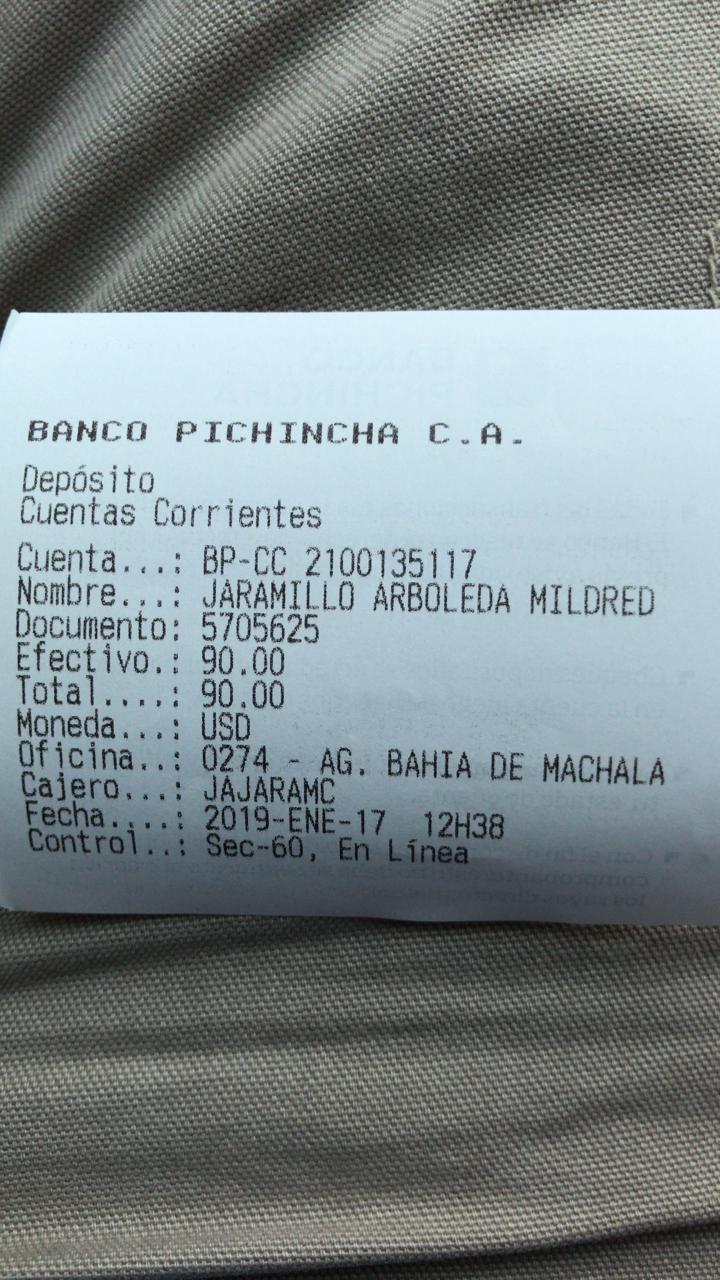 BANCO PICHINCHA C.A.
Depósito
Cuentas Corrientes
Cuenta...: BP-CC 2100135117
Nombre...: JARAMILLO ARBOLEDA MILDRED
Documento: 5705625
Efectivo.: 90.00
Total....: 90.00
Moneda...: USD
Oficina..: 0274 - AG. BAHIA DE MACHALA
Cajero...: JAJARAMC
Fecha....: 2019-ENE-17 12H38
Control..: Sec-60, En Línea